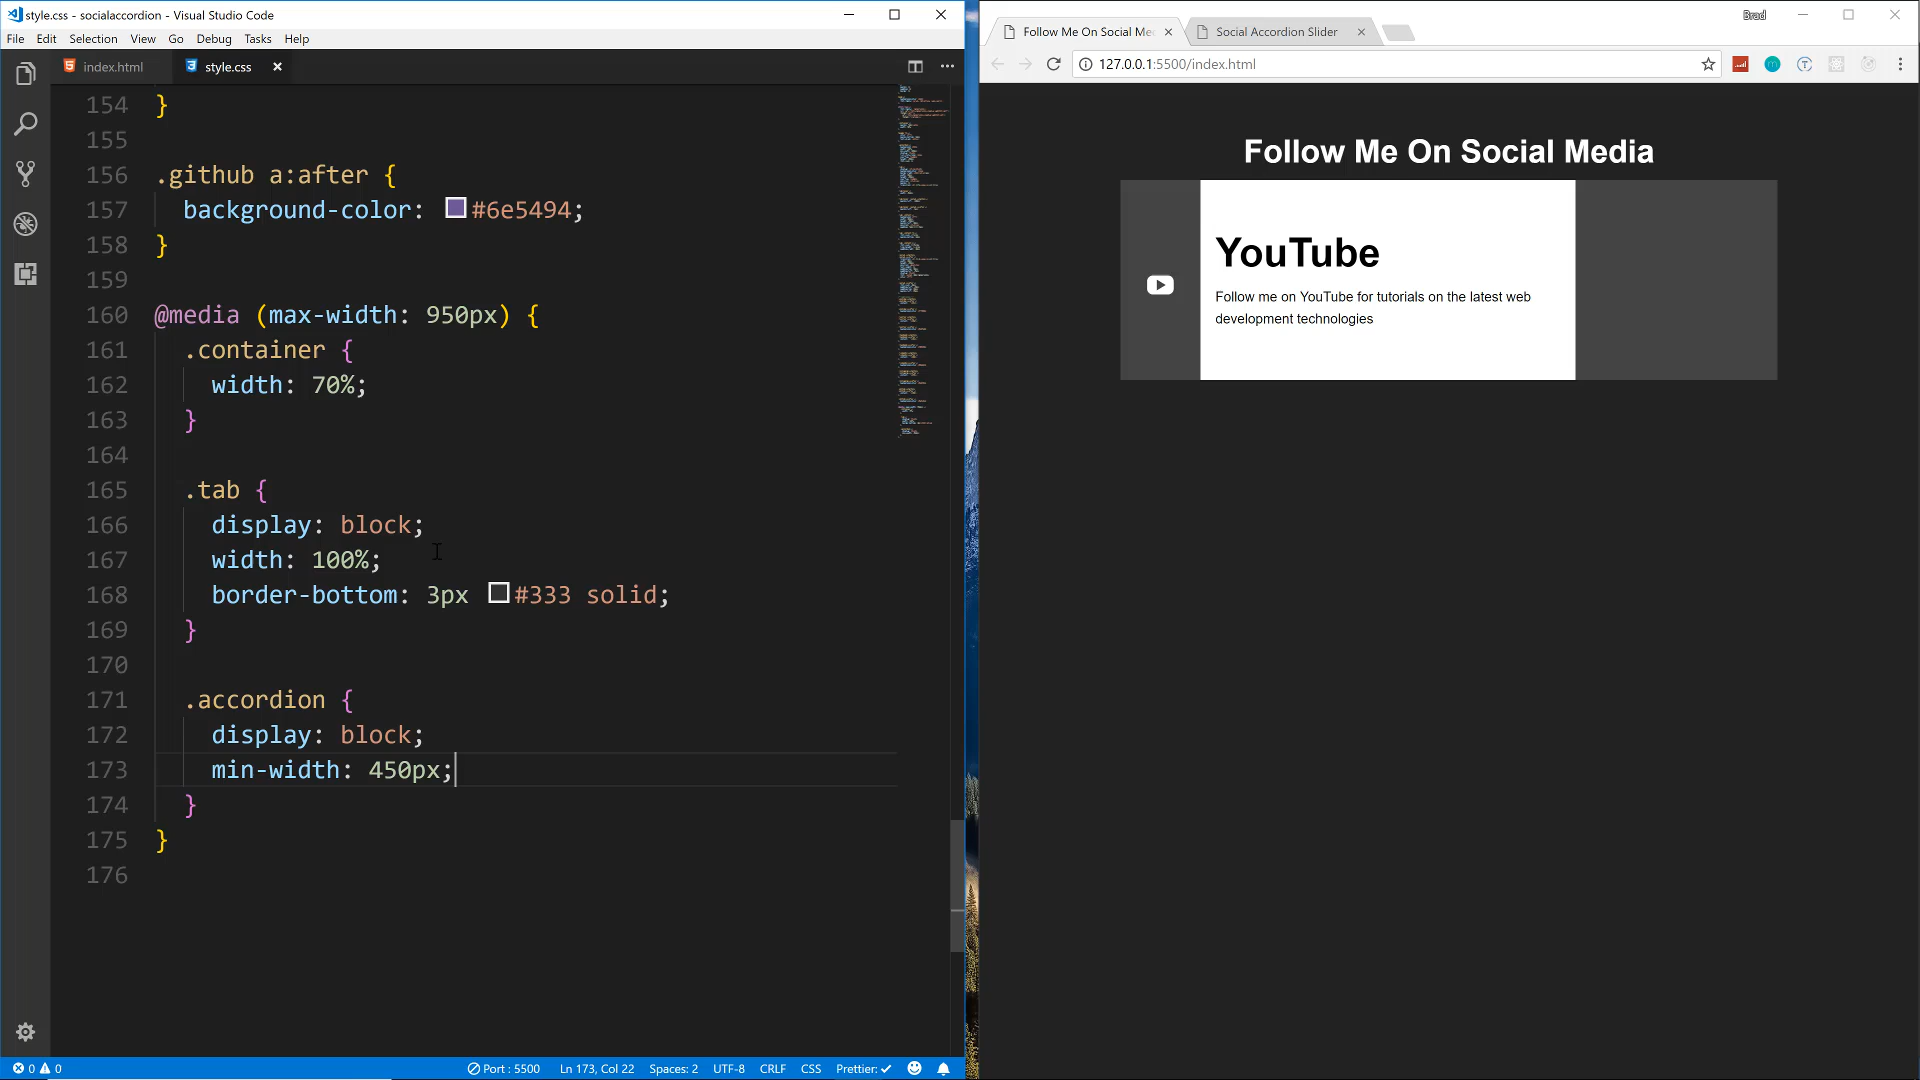 style.css - socialaccordion - Visual Studio Code
File Edit Selection View Go Debug Tasks Help
index.html
style.css
154 }
155
156 .github a:after {
157 background-color: #6e5494;
158 }
159
160 @media (max-width: 950px) {
161 .container {
162 width: 70%;
163 }
164
165 .tab {
166 display: block;
167 width: 100%;
168 border-bottom: 3px #333 solid;
169 }
170
171 .accordion {
172 display: block;
173 min-width: 450px;
174 }
175 }
176
0 0 Port : 5500 Ln 173, Col 22 Spaces: 2 UTF-8 CRLF CSS Prettier: ✓
Brad
Follow Me On Social Me
Social Accordion Slider
127.0.0.1:5500/index.html
Follow Me On Social Media
YouTube
Follow me on YouTube for tutorials on the latest web
development technologies